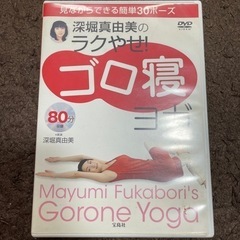 見ながらできる簡単30ポーズ
DVD
深堀真由美の
ラクやせ!
ゴロ寝
ヨガ
80分
深堀真由美
Mayumi Fukabori's
Gorone Yoga
宝島社